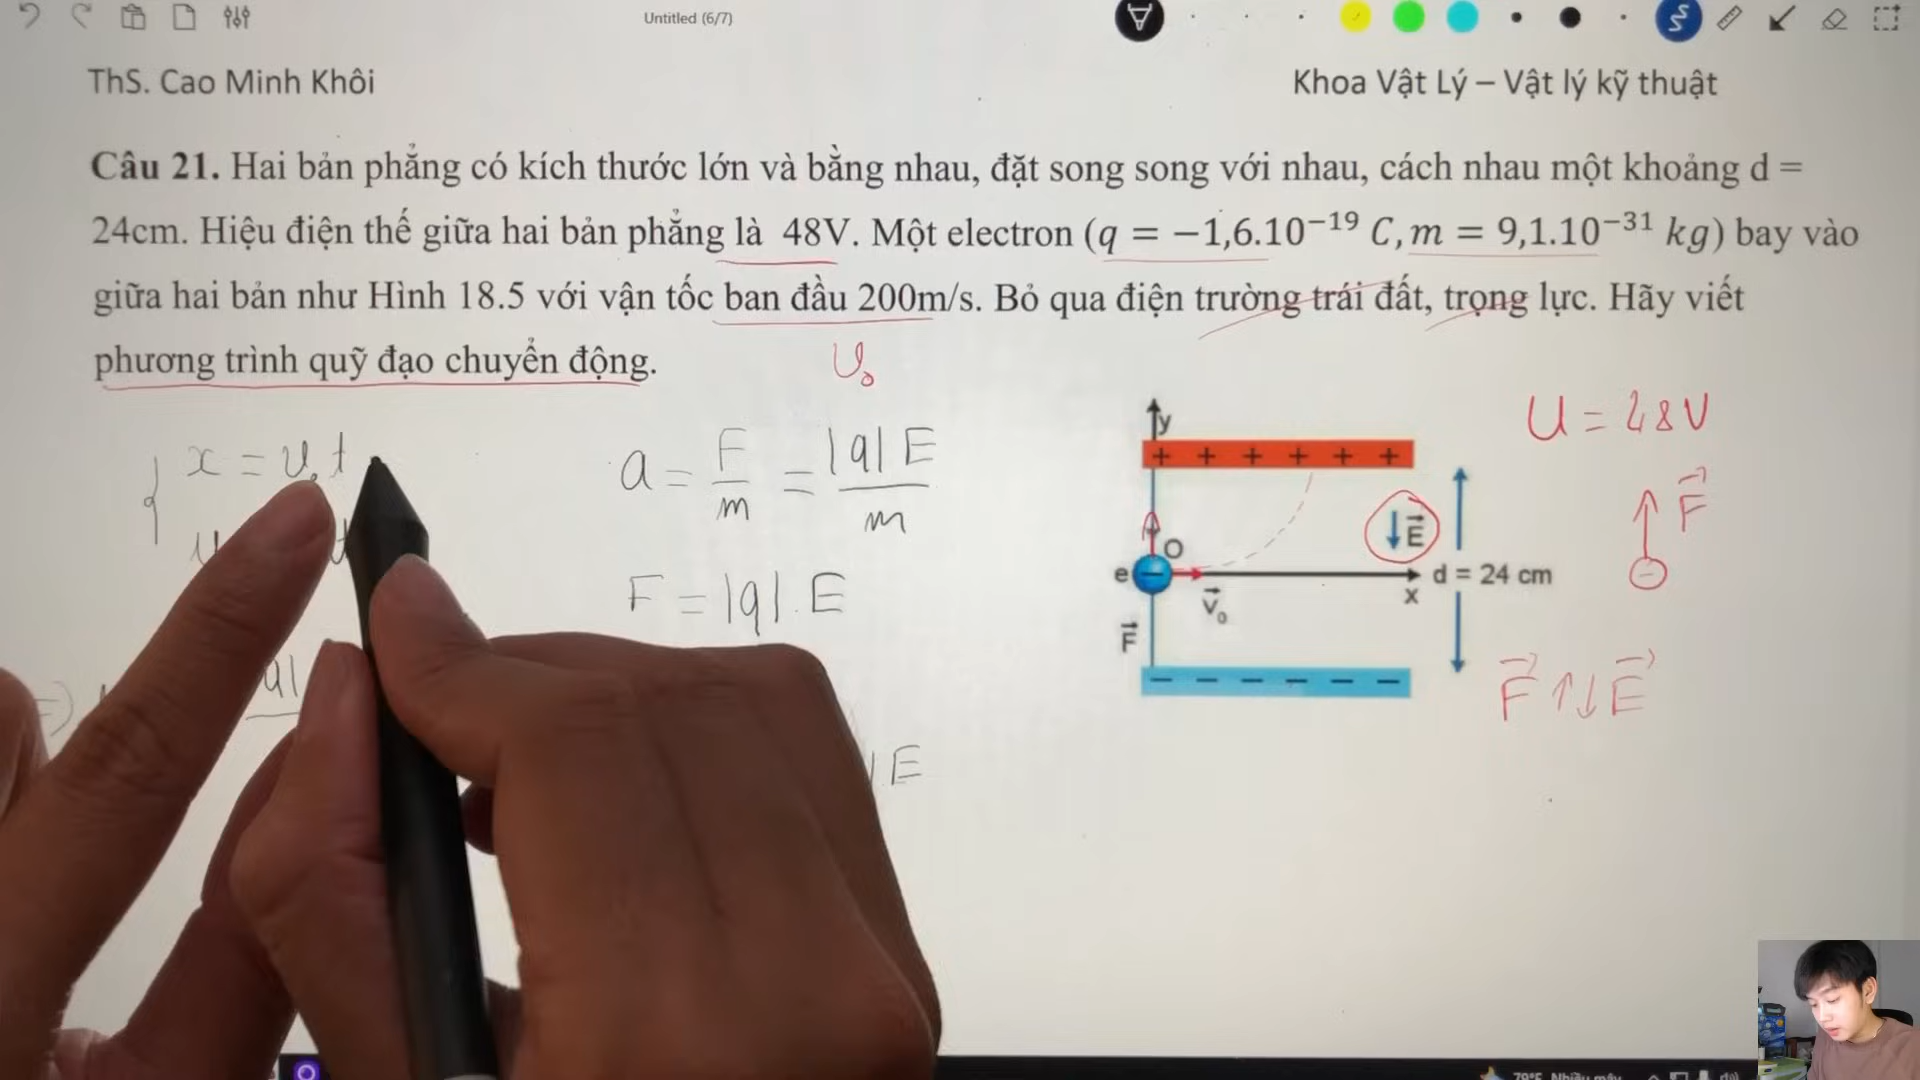 Untitled (6/7)
ThS. Cao Minh Khôi
Khoa Vật Lý – Vật lý kỹ thuật
Câu 21. Hai bản phẳng có kích thước lớn và bằng nhau, đặt song song với nhau, cách nhau một khoảng d =
24cm. Hiệu điện thế giữa hai bản phẳng là 48V. Một electron (q = −1,6.10⁻¹⁹ C, m = 9,1.10⁻³¹ kg) bay vào
giữa hai bản như Hình 18.5 với vận tốc ban đầu 200m/s. Bỏ qua điện trường trái đất, trọng lực. Hãy viết
phương trình quỹ đạo chuyển động.
v₀
x = v₀t
a = F/m = |q|E/m
F = |q|.E
E
y
+ + + + + +
O
e −
v⃗₀
x
E⃗
d = 24 cm
F⃗
− − − − − −
U = 48V
F⃗
−
F⃗ ↑↓ E⃗
79°F